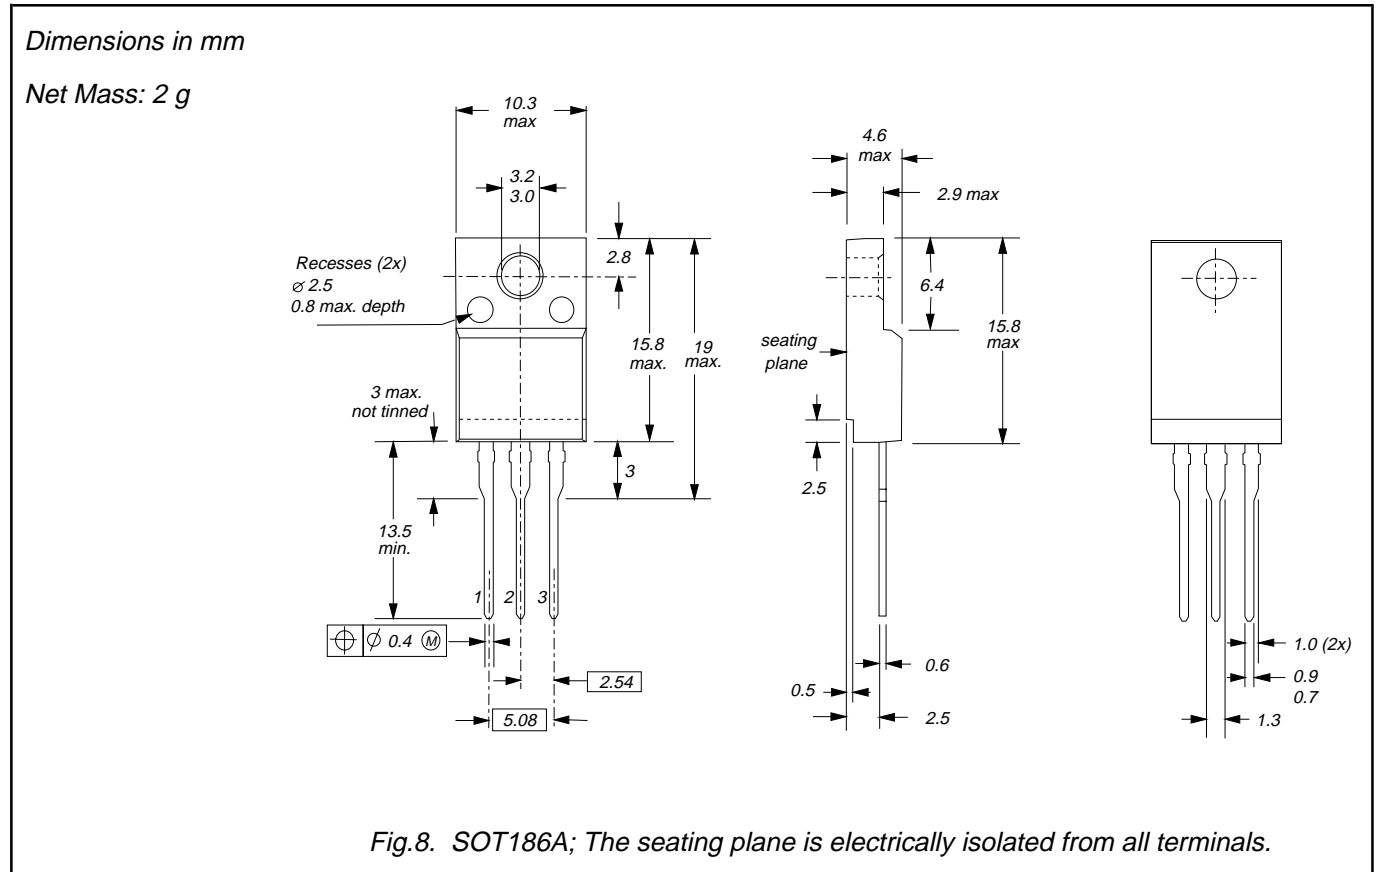 Dimensions in mm
Net Mass: 2 g
10.3
max
4.6
max
3.2
3.0
2.9 max
2.8
Recesses (2x)
⌀ 2.5
0.8 max. depth
6.4
15.8
max.
19
max.
seating
plane
15.8
max
3 max.
not tinned
3
2.5
13.5
min.
1
2
3
⌖ ⌀ 0.4 Ⓜ
1.0 (2x)
2.54
0.6
0.9
0.7
0.5
5.08
2.5
1.3
Fig.8. SOT186A; The seating plane is electrically isolated from all terminals.